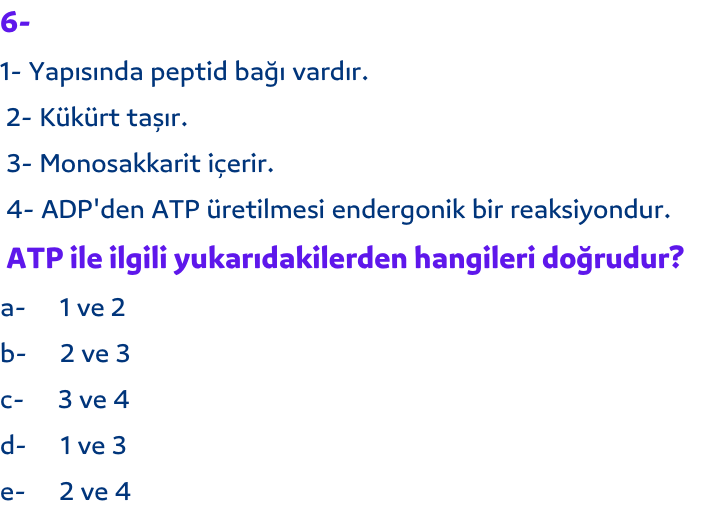 6-
1- Yapısında peptid bağı vardır.
2- Kükürt taşır.
3- Monosakkarit içerir.
4- ADP'den ATP üretilmesi endergonik bir reaksiyondur.
ATP ile ilgili yukarıdakilerden hangileri doğrudur?
a- 1 ve 2
b- 2 ve 3
c- 3 ve 4
d- 1 ve 3
e- 2 ve 4